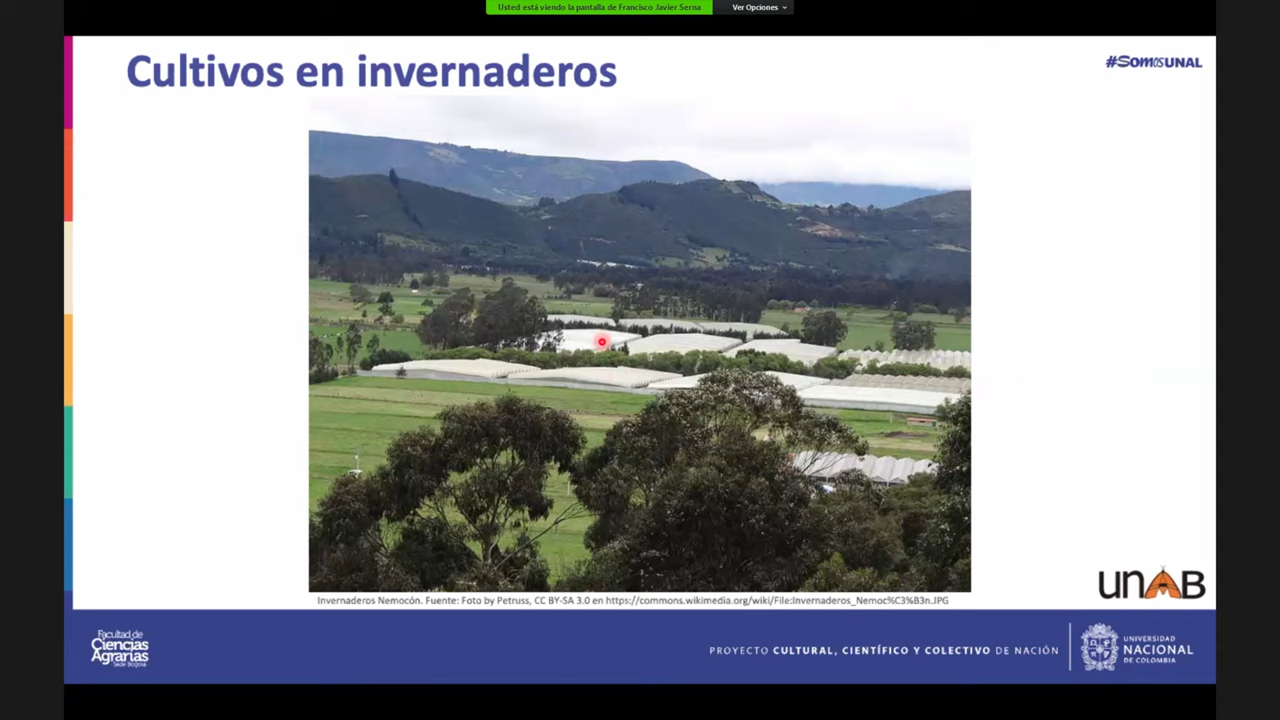 Usted está viendo la pantalla de Francisco Javier Serna
Ver Opciones
Cultivos en invernaderos
#SomosUNAL
Invernaderos Nemocón. Fuente: Foto by Petruss, CC BY-SA 3.0 en https://commons.wikimedia.org/wiki/File:Invernaderos_Nemoc%C3%B3n.JPG
UNAB
Facultad de
Ciencias
Agrarias
Sede Bogotá
PROYECTO CULTURAL, CIENTÍFICO Y COLECTIVO DE NACIÓN
UNIVERSIDAD
NACIONAL
DE COLOMBIA